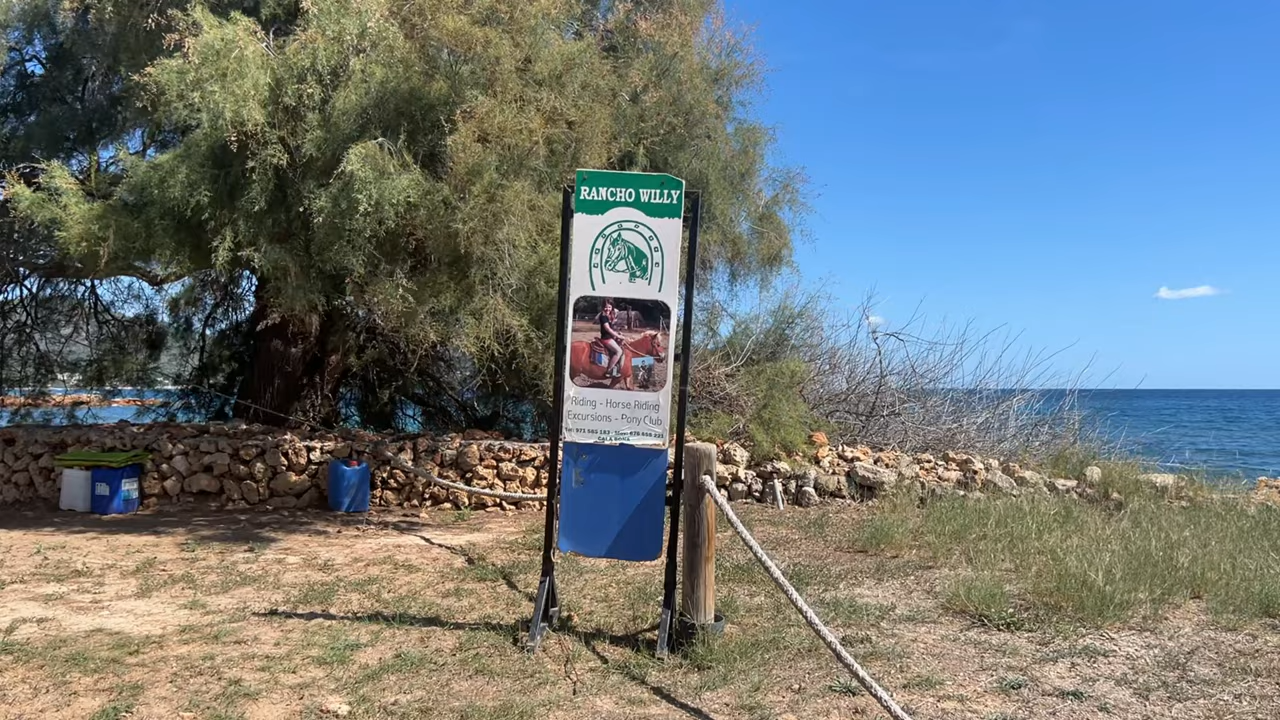 RANCHO WILLY
Riding - Horse Riding
Excursions - Pony Club
CALA BONA